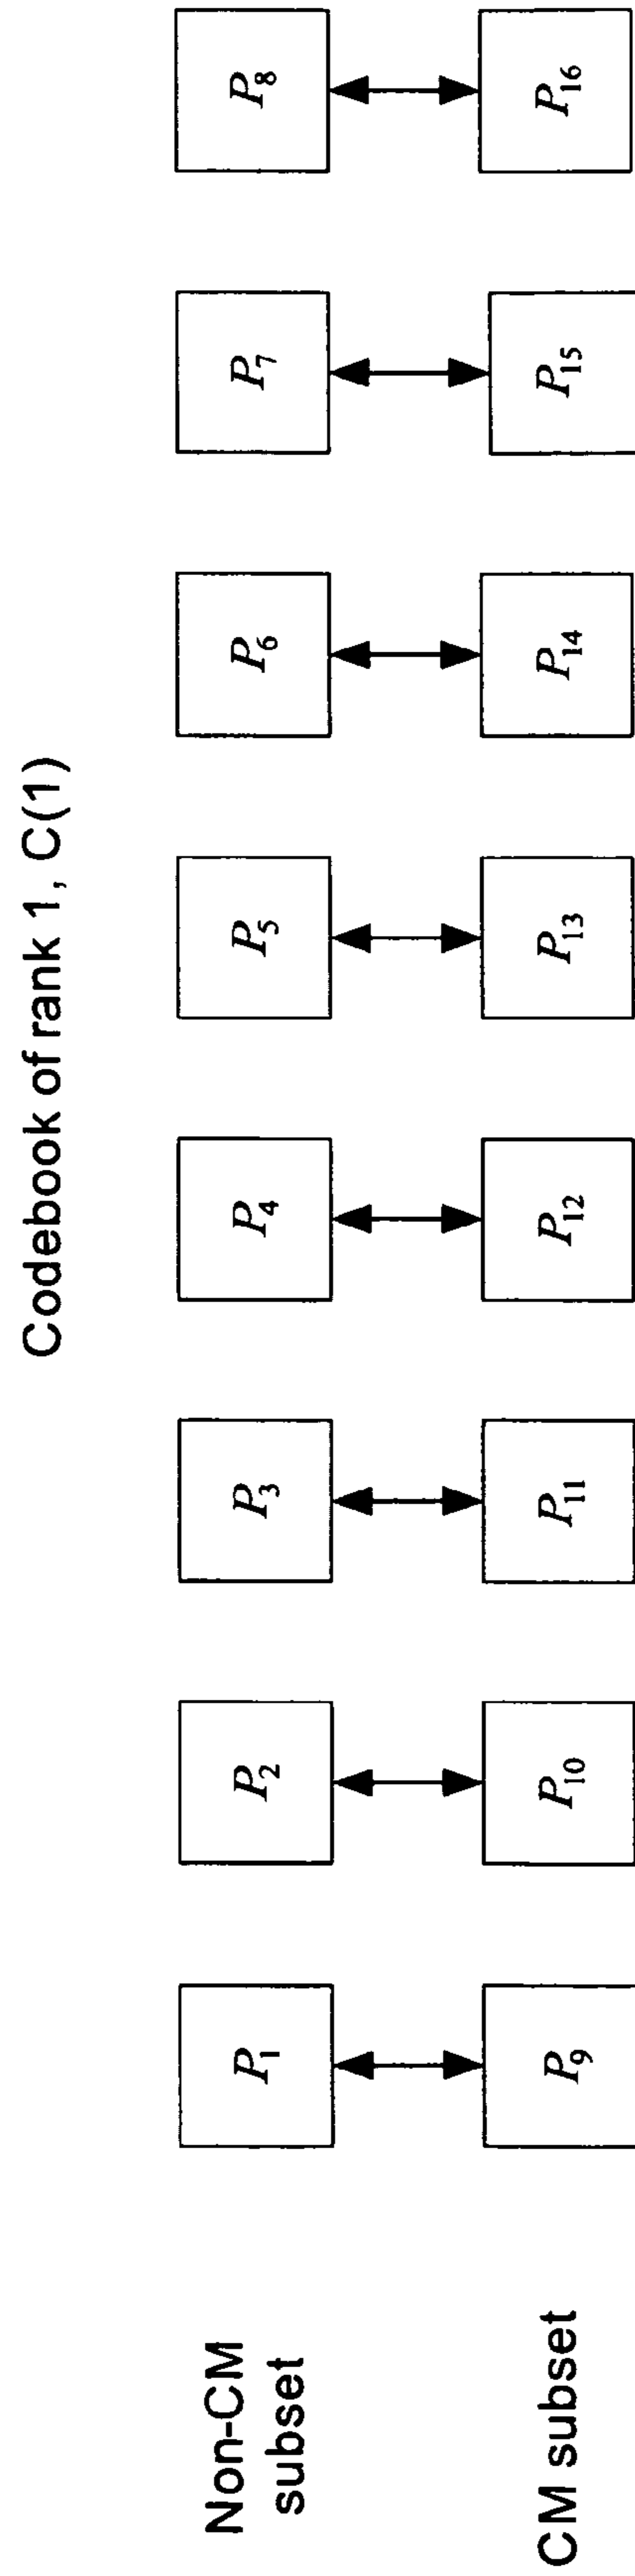 Codebook of rank 1, C(1)
Non-CM
subset
P1 P2 P3 P4 P5 P6 P7 P8
CM subset
P9 P10 P11 P12 P13 P14 P15 P16